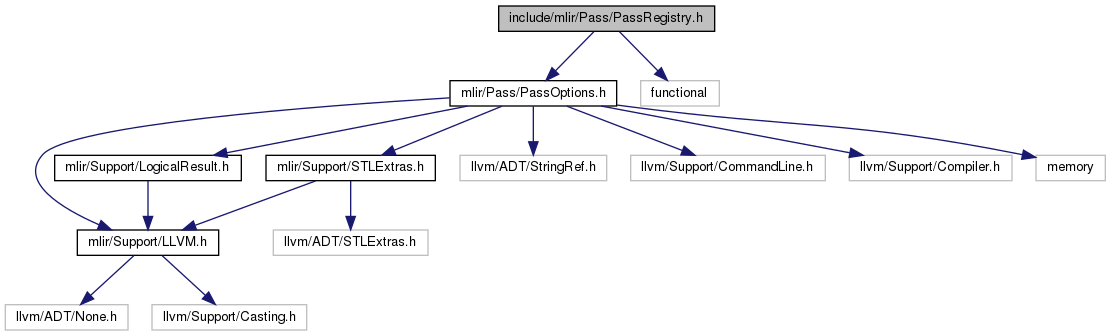 include/mlir/Pass/PassRegistry.h
mlir/Pass/PassOptions.h
functional
mlir/Support/LogicalResult.h
mlir/Support/STLExtras.h
llvm/ADT/StringRef.h
llvm/Support/CommandLine.h
llvm/Support/Compiler.h
memory
mlir/Support/LLVM.h
llvm/ADT/STLExtras.h
llvm/ADT/None.h
llvm/Support/Casting.h